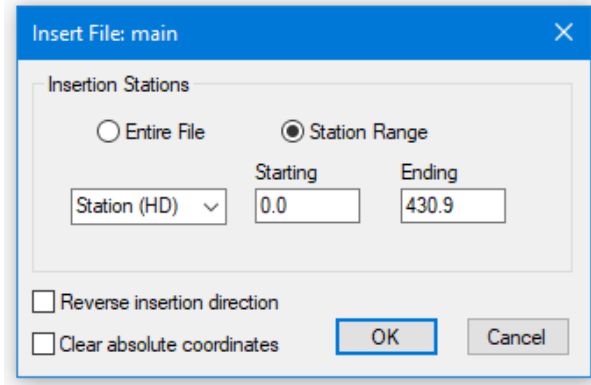 Insert File: main
Insertion Stations
Entire File
Station Range
Starting
Ending
Station (HD)
0.0
430.9
Reverse insertion direction
Clear absolute coordinates
OK
Cancel